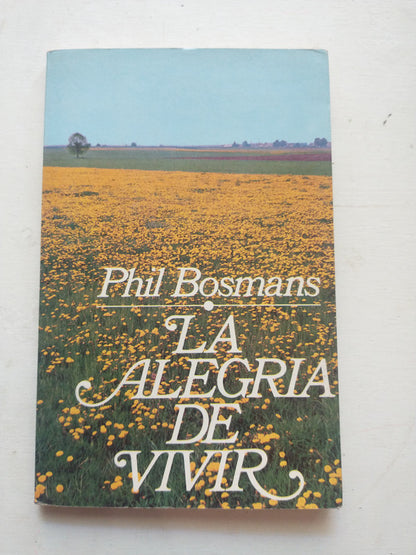 Phil Bosmans
LA
ALEGRIA
DE
VIVIR